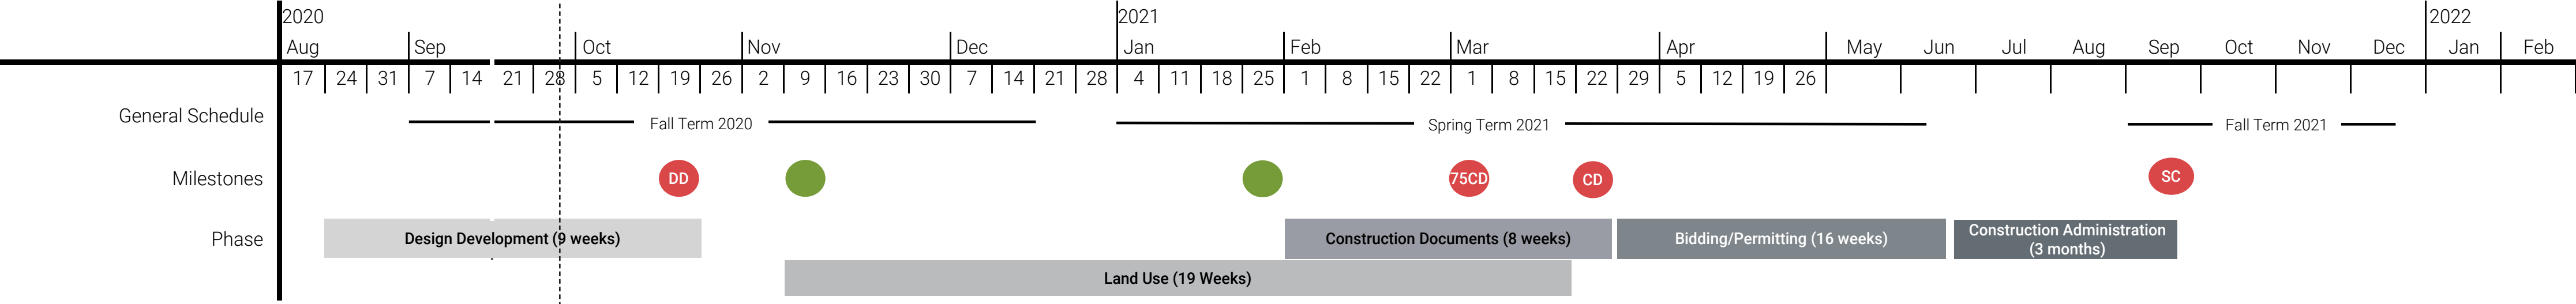 2020 2021 2022
Aug Sep Oct Nov Dec Jan Feb Mar Apr May Jun Jul Aug Sep Oct Nov Dec Jan Feb
17 24 31 7 14 21 28 5 12 19 26 2 9 16 23 30 7 14 21 28 4 11 18 25 1 8 15 22 1 8 15 22 29 5 12 19 26
General Schedule Fall Term 2020 Spring Term 2021 Fall Term 2021
Milestones DD 75CD CD SC
Phase Design Development (9 weeks) Construction Documents (8 weeks) Bidding/Permitting (16 weeks) Construction Administration
(3 months)
Land Use (19 Weeks)